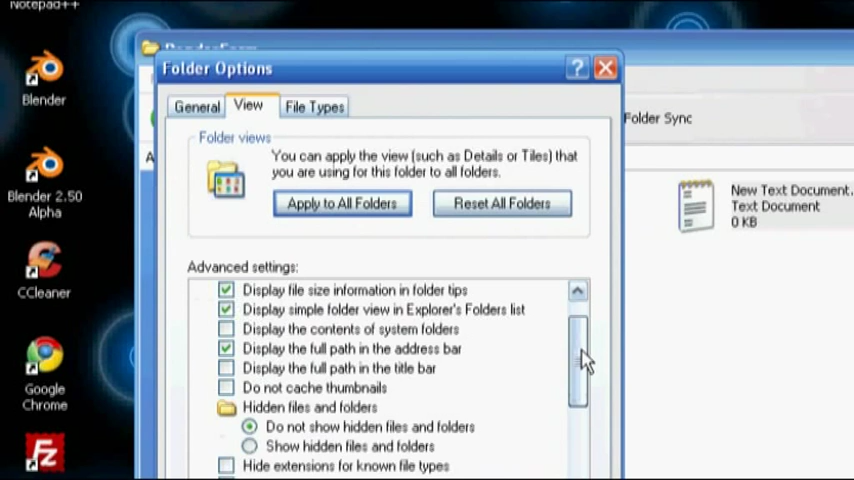 Notepad++
Folder Options
General
View
File Types
Folder Sync
Blender
Folder views
You can apply the view (such as Details or Tiles) that
you are using for this folder to all folders.
Apply to All Folders
Reset All Folders
New Text Document.
Text Document
0 KB
Blender 2.50
Alpha
Advanced settings:
CCleaner
Display file size information in folder tips
Display simple folder view in Explorer's Folders list
Display the contents of system folders
Display the full path in the address bar
Display the full path in the title bar
Do not cache thumbnails
Google
Chrome
Hidden files and folders
Do not show hidden files and folders
Show hidden files and folders
Hide extensions for known file types